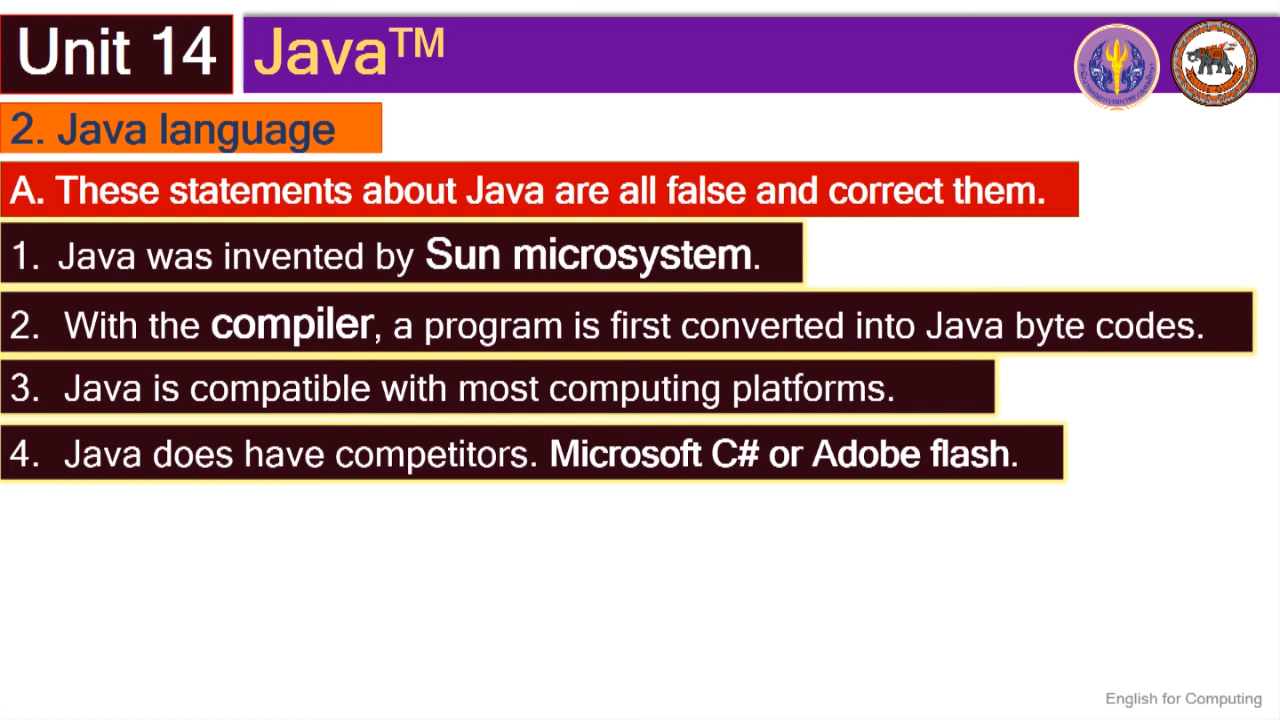 Unit 14
Java™
2. Java language
A. These statements about Java are all false and correct them.
1. Java was invented by Sun microsystem.
2. With the compiler, a program is first converted into Java byte codes.
3. Java is compatible with most computing platforms.
4. Java does have competitors. Microsoft C# or Adobe flash.
English for Computing